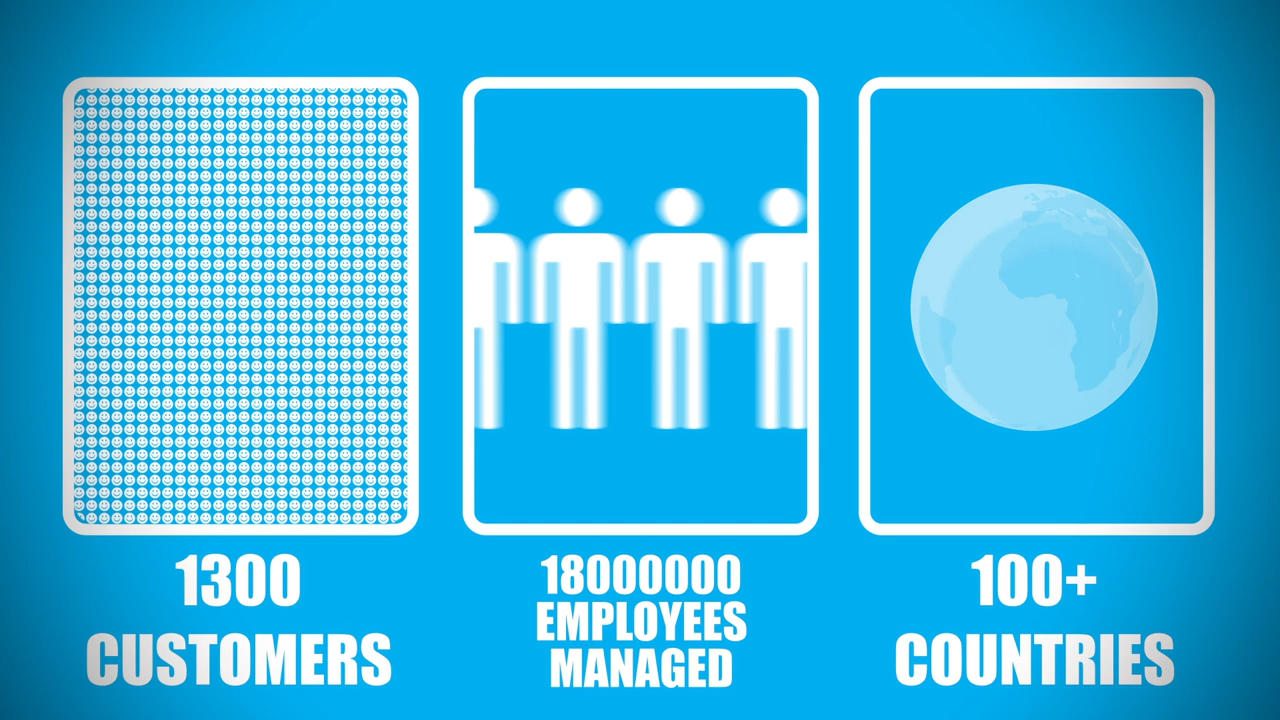 1300
CUSTOMERS
18000000
EMPLOYEES
MANAGED
100+
COUNTRIES